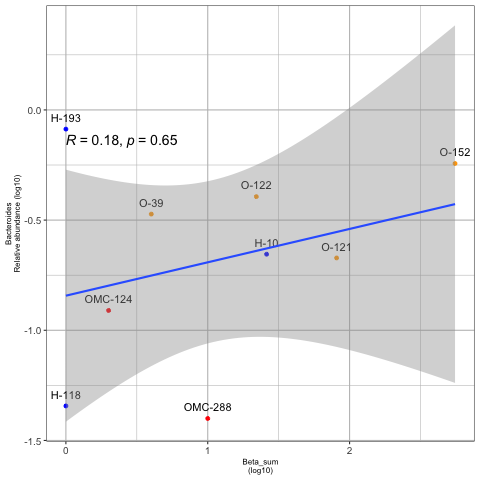 H-193
R = 0.18, p = 0.65
O-152
O-122
O-39
H-10
O-121
OMC-124
H-118
OMC-288
0.0
-0.5
-1.0
-1.5
0
1
2
Bacteroides
Relative abundance (log10)
Beta_sum
(log10)